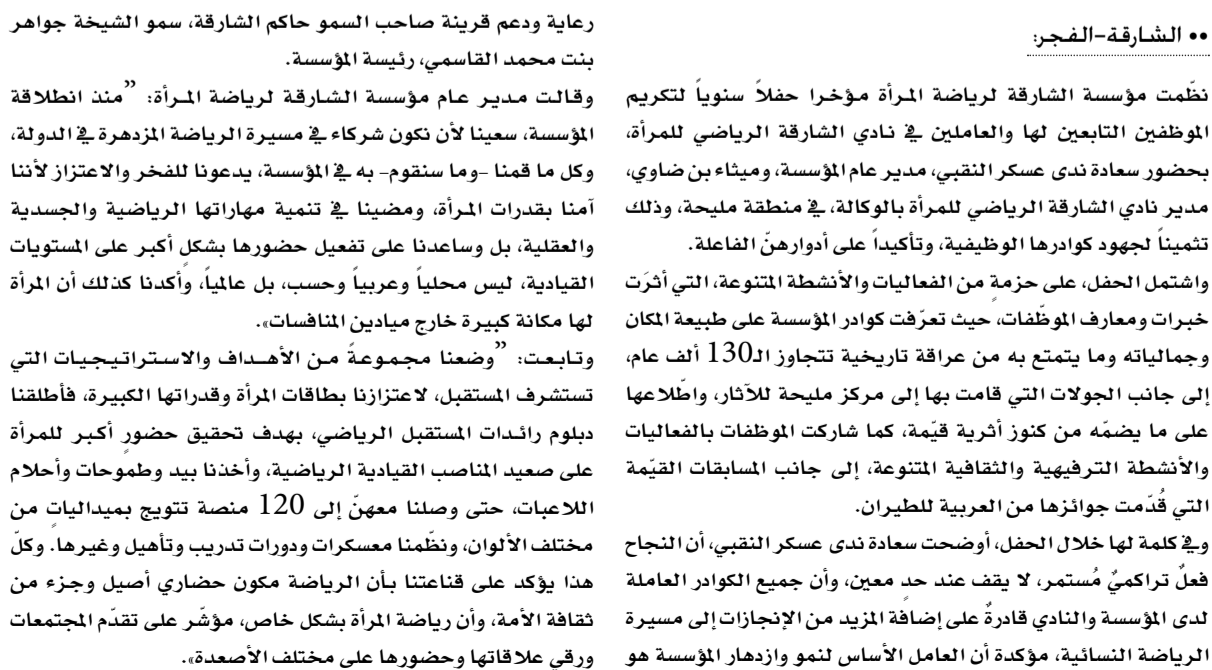 •• الشارقة-الفجر:
نظّمت مؤسسة الشارقة لرياضة المرأة مؤخرا حفلاً سنوياً لتكريم
الموظفين التابعين لها والعاملين في نادي الشارقة الرياضي للمرأة،
بحضور سعادة ندى عسكر النقبي، مدير عام المؤسسة، وميثاء بن ضاوي،
مدير نادي الشارقة الرياضي للمرأة بالوكالة، في منطقة مليحة، وذلك
تثميناً لجهود كوادرها الوظيفية، وتأكيداً على أدوارهنّ الفاعلة.
واشتمل الحفل، على حزمةٍ من الفعاليات والأنشطة المتنوعة، التي أثرَت
خبرات ومعارف الموظّفات، حيث تعرّفت كوادر المؤسسة على طبيعة المكان
وجمالياته وما يتمتع به من عراقة تاريخية تتجاوز الـ130 ألف عام،
إلى جانب الجولات التي قامت بها إلى مركز مليحة للآثار، واطّلاعها
على ما يضمّه من كنوز أثرية قيّمة، كما شاركت الموظفات بالفعاليات
والأنشطة الترفيهية والثقافية المتنوعة، إلى جانب المسابقات القيّمة
التي قُدّمت جوائزها من العربية للطيران.
وفي كلمة لها خلال الحفل، أوضحت سعادة ندى عسكر النقبي، أن النجاح
فعلٌ تراكميٌ مُستمر، لا يقف عند حدٍ معين، وأن جميع الكوادر العاملة
لدى المؤسسة والنادي قادرةٌ على إضافة المزيد من الإنجازات إلى مسيرة
الرياضة النسائية، مؤكدة أن العامل الأساس لنمو وازدهار المؤسسة هو
رعاية ودعم قرينة صاحب السمو حاكم الشارقة، سمو الشيخة جواهر
بنت محمد القاسمي، رئيسة المؤسسة.
وقالت مدير عام مؤسسة الشارقة لرياضة المرأة: ”منذ انطلاقة
المؤسسة، سعينا لأن نكون شركاء في مسيرة الرياضة المزدهرة في الدولة،
وكل ما قمنا -وما سنقوم- به في المؤسسة، يدعونا للفخر والاعتزاز لأننا
آمنا بقدرات المرأة، ومضينا في تنمية مهاراتها الرياضية والجسدية
والعقلية، بل وساعدنا على تفعيل حضورها بشكلٍ أكبر على المستويات
القيادية، ليس محلياً وعربياً وحسب، بل عالمياً، وأكدنا كذلك أن المرأة
لها مكانة كبيرة خارج ميادين المنافسات».
وتابعت: ”وضعنا مجموعةً من الأهداف والاستراتيجيات التي
تستشرف المستقبل، لاعتزازنا بطاقات المرأة وقدراتها الكبيرة، فأطلقنا
دبلوم رائدات المستقبل الرياضي، بهدف تحقيق حضورٍ أكبر للمرأة
على صعيد المناصب القيادية الرياضية، وأخذنا بيد وطموحات وأحلام
اللاعبات، حتى وصلنا معهنّ إلى 120 منصة تتويج بميدالياتٍ من
مختلف الألوان، ونظّمنا معسكرات ودورات تدريب وتأهيل وغيرها. وكلّ
هذا يؤكد على قناعتنا بأن الرياضة مكون حضاري أصيل وجزء من
ثقافة الأمة، وأن رياضة المرأة بشكل خاص، مؤشّر على تقدّم المجتمعات
ورقي علاقاتها وحضورها على مختلف الأصعدة».